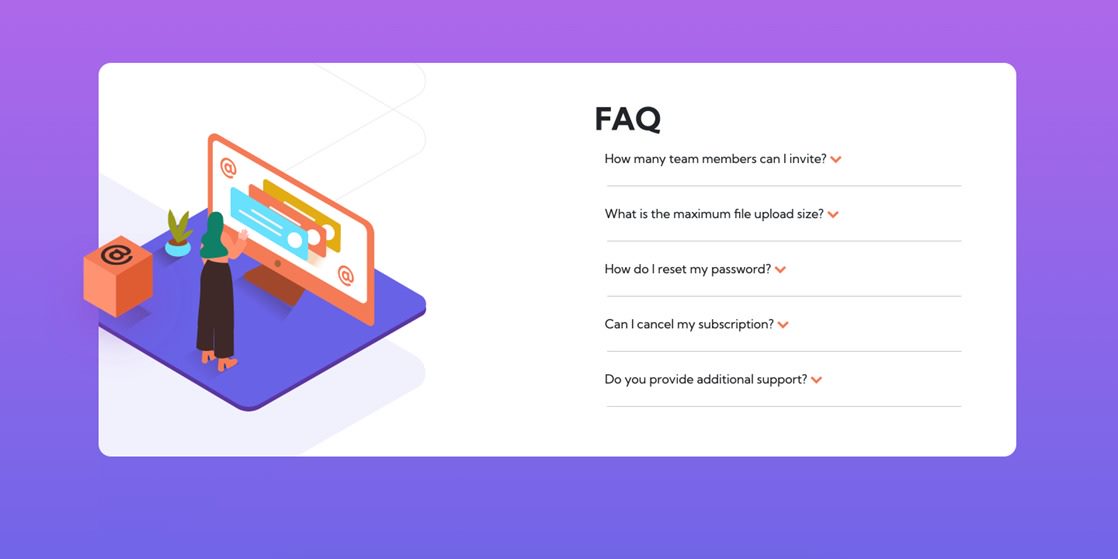 FAQ
How many team members can I invite?
What is the maximum file upload size?
How do I reset my password?
Can I cancel my subscription?
Do you provide additional support?
@
@
@